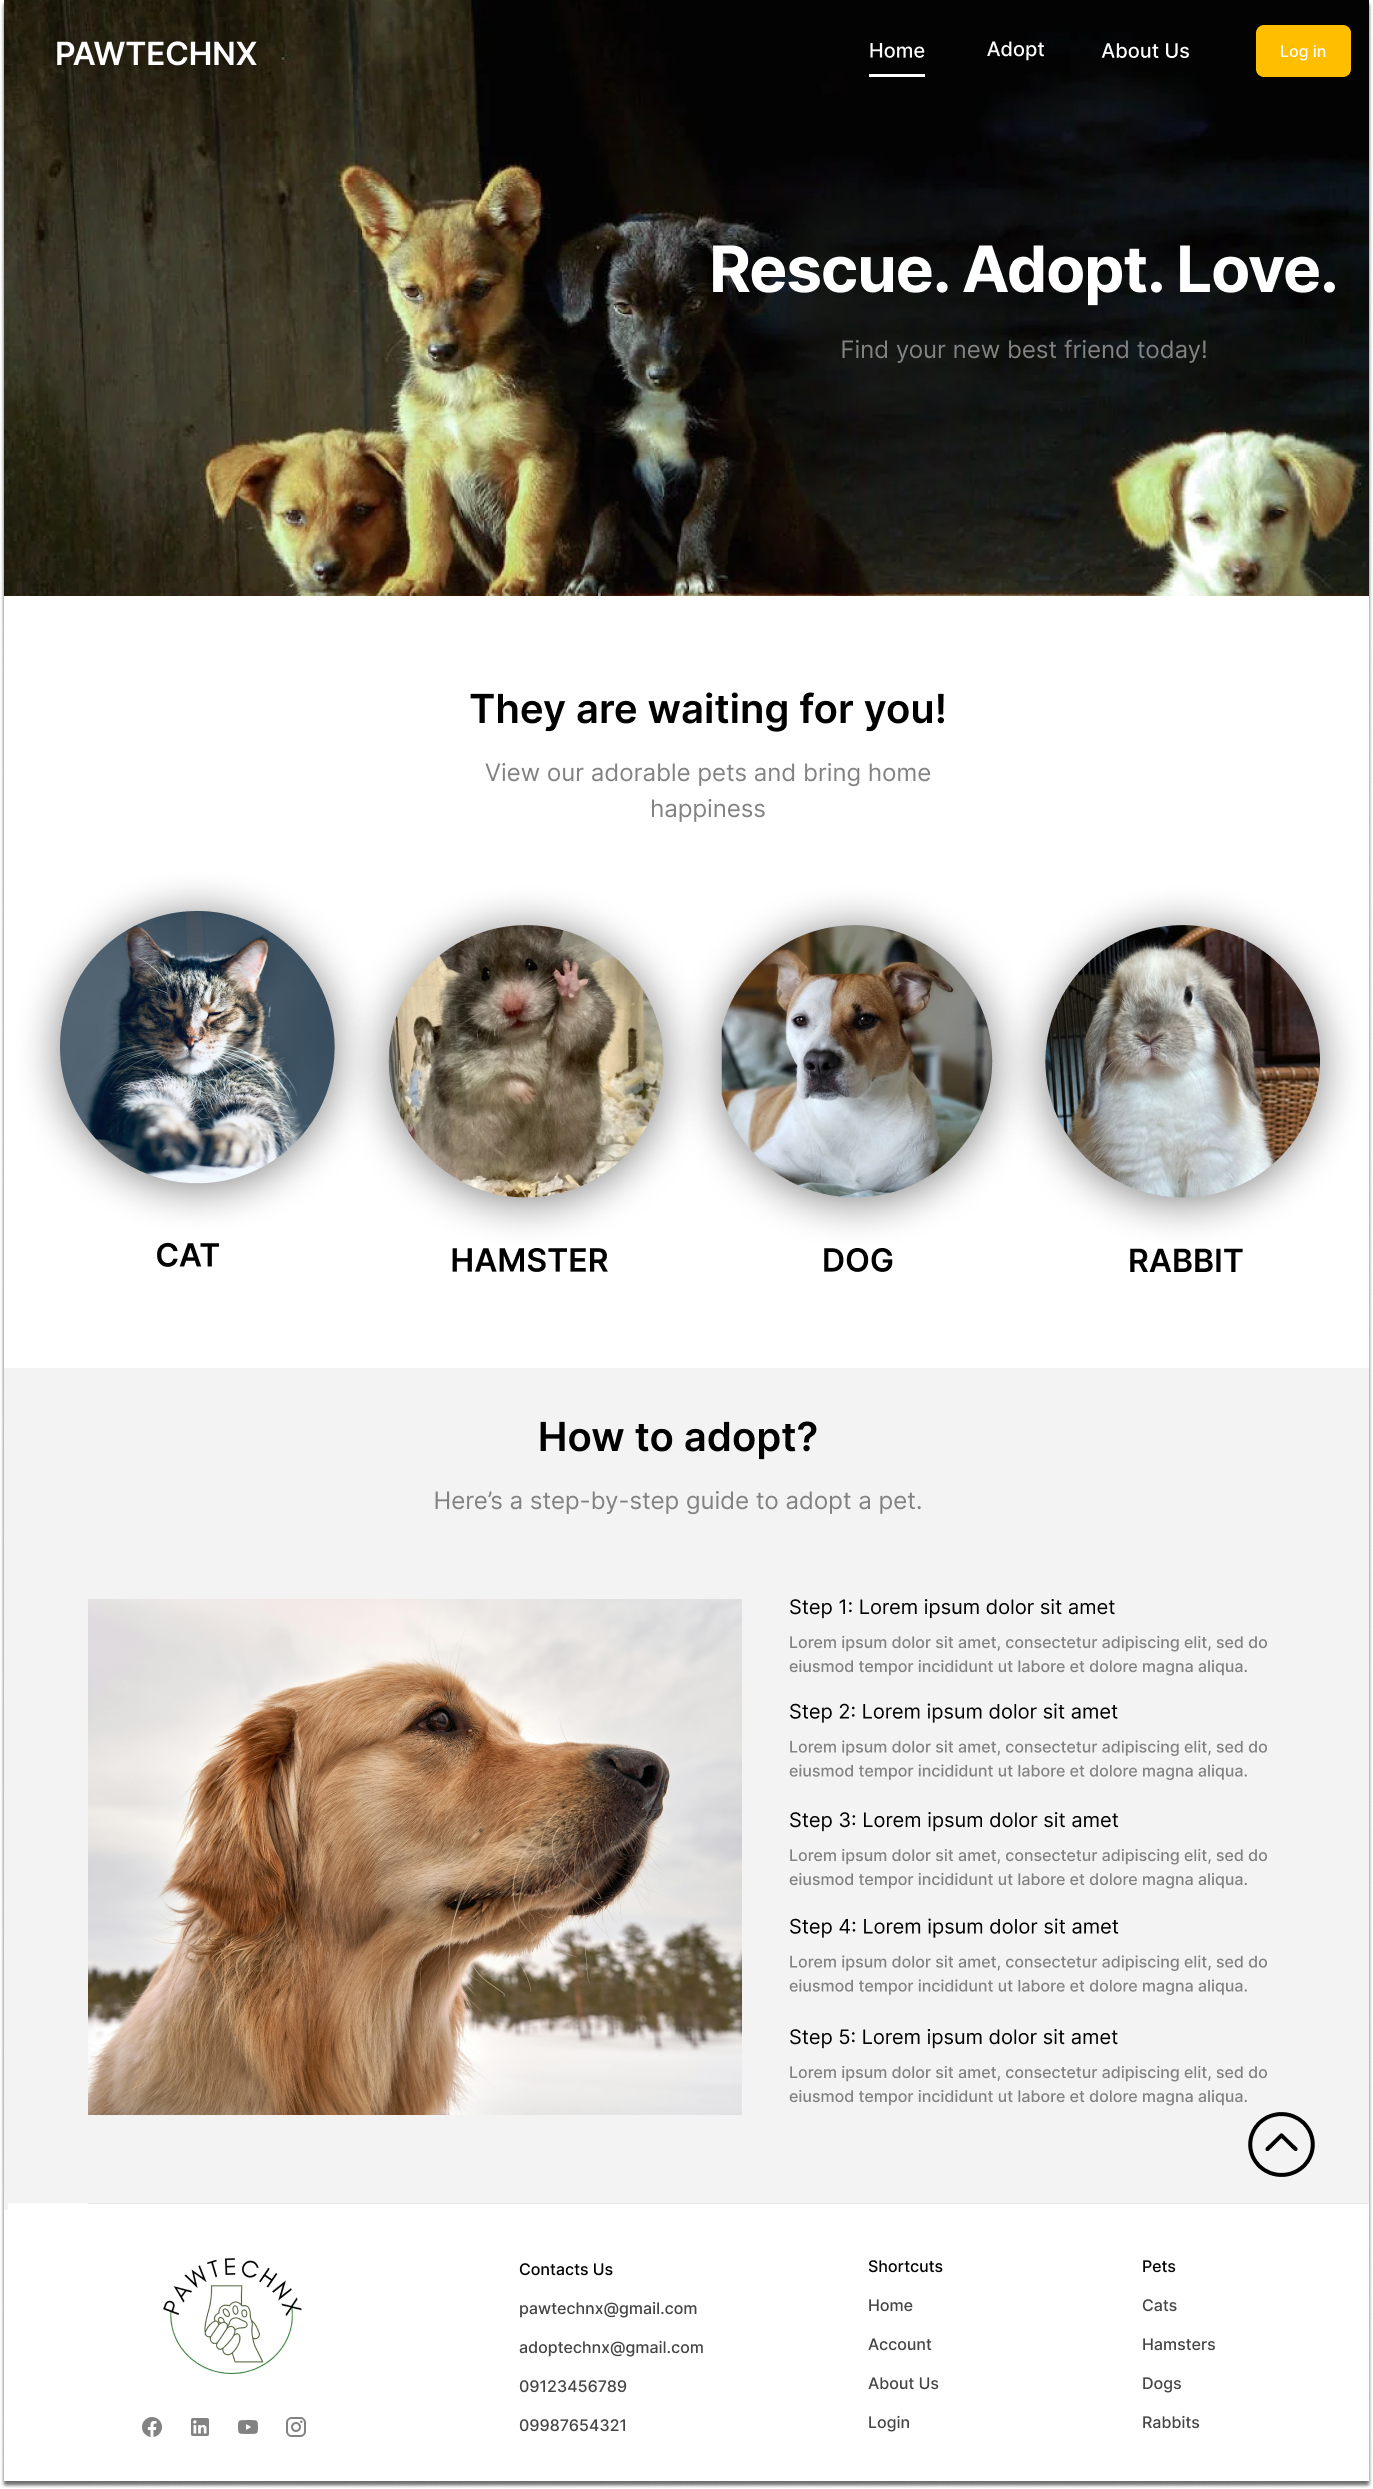 PAWTECHNX
Home
Adopt
About Us
Log in
Rescue. Adopt. Love.
Find your new best friend today!
They are waiting for you!
View our adorable pets and bring home
happiness
CAT
HAMSTER
DOG
RABBIT
How to adopt?
Here’s a step-by-step guide to adopt a pet.
Step 1: Lorem ipsum dolor sit amet
Lorem ipsum dolor sit amet, consectetur adipiscing elit, sed do
eiusmod tempor incididunt ut labore et dolore magna aliqua.
Step 2: Lorem ipsum dolor sit amet
Lorem ipsum dolor sit amet, consectetur adipiscing elit, sed do
eiusmod tempor incididunt ut labore et dolore magna aliqua.
Step 3: Lorem ipsum dolor sit amet
Lorem ipsum dolor sit amet, consectetur adipiscing elit, sed do
eiusmod tempor incididunt ut labore et dolore magna aliqua.
Step 4: Lorem ipsum dolor sit amet
Lorem ipsum dolor sit amet, consectetur adipiscing elit, sed do
eiusmod tempor incididunt ut labore et dolore magna aliqua.
Step 5: Lorem ipsum dolor sit amet
Lorem ipsum dolor sit amet, consectetur adipiscing elit, sed do
eiusmod tempor incididunt ut labore et dolore magna aliqua.
PAWTECHNX
Contacts Us
pawtechnx@gmail.com
adoptechnx@gmail.com
09123456789
09987654321
Shortcuts
Home
Account
About Us
Login
Pets
Cats
Hamsters
Dogs
Rabbits